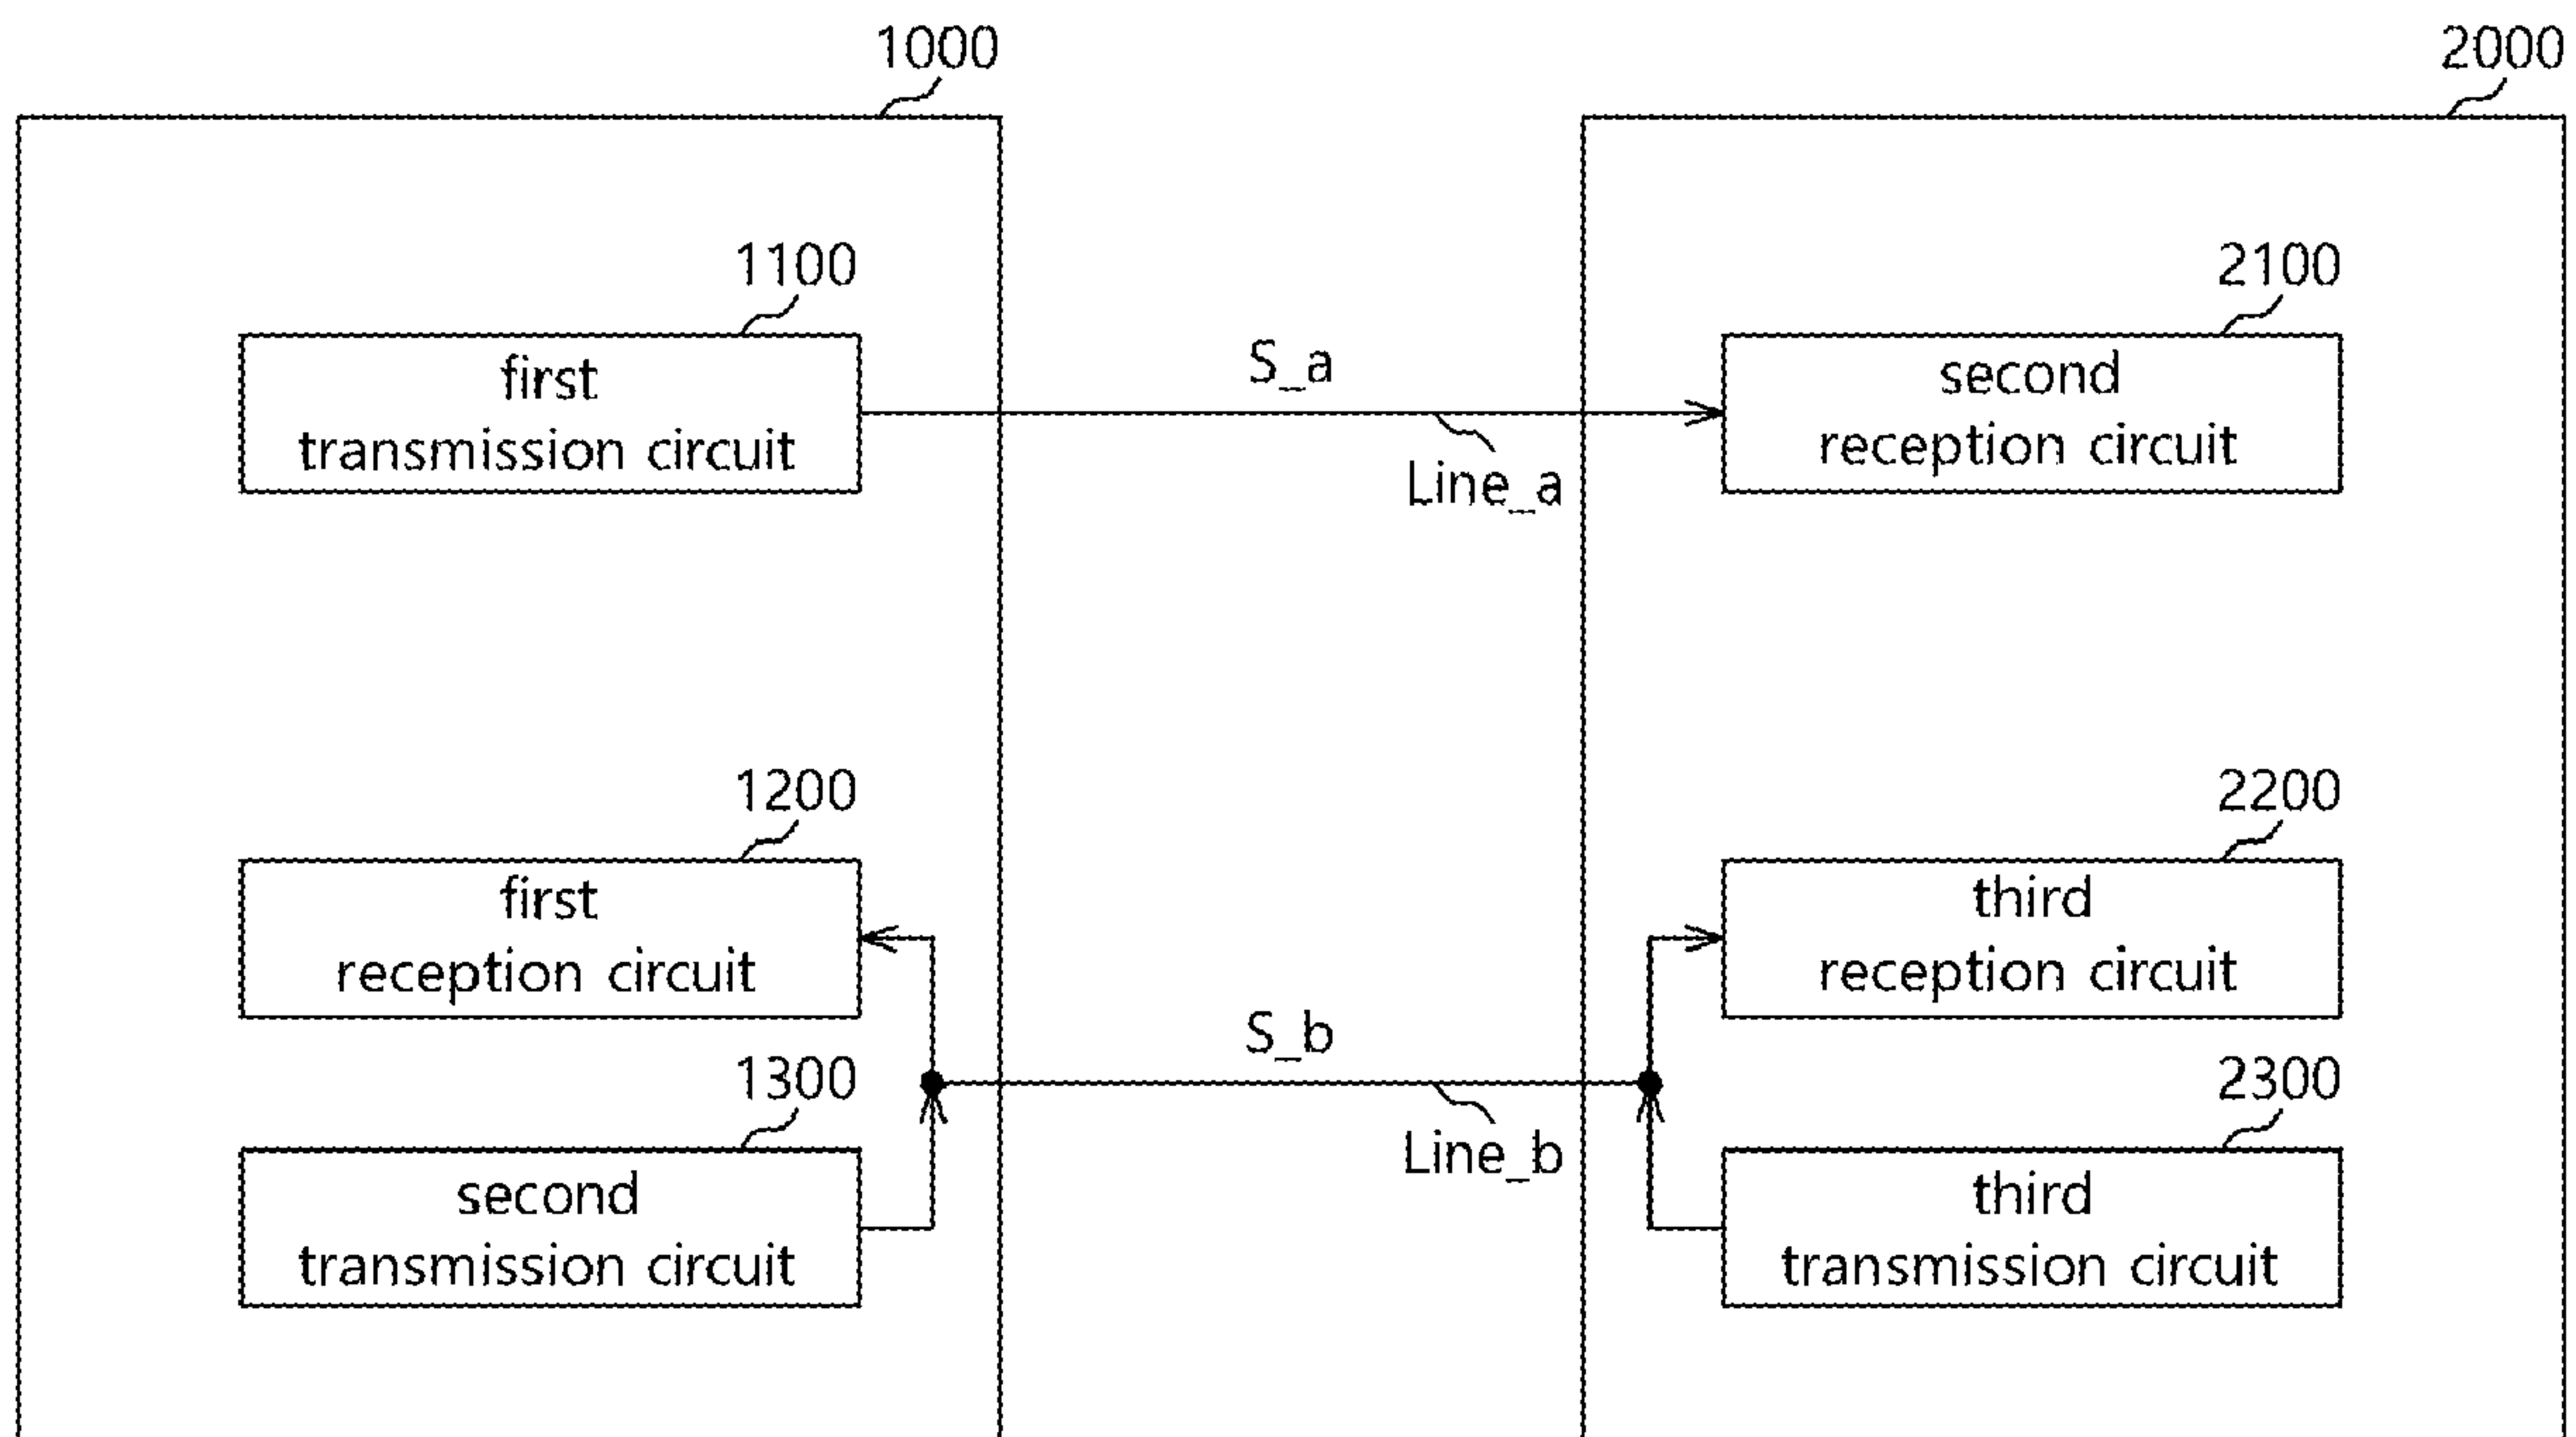 1000
2000
1100
2100
first
transmission circuit
S_a
Line_a
second
reception circuit
1200
2200
first
reception circuit
third
reception circuit
S_b
Line_b
1300
2300
second
transmission circuit
third
transmission circuit